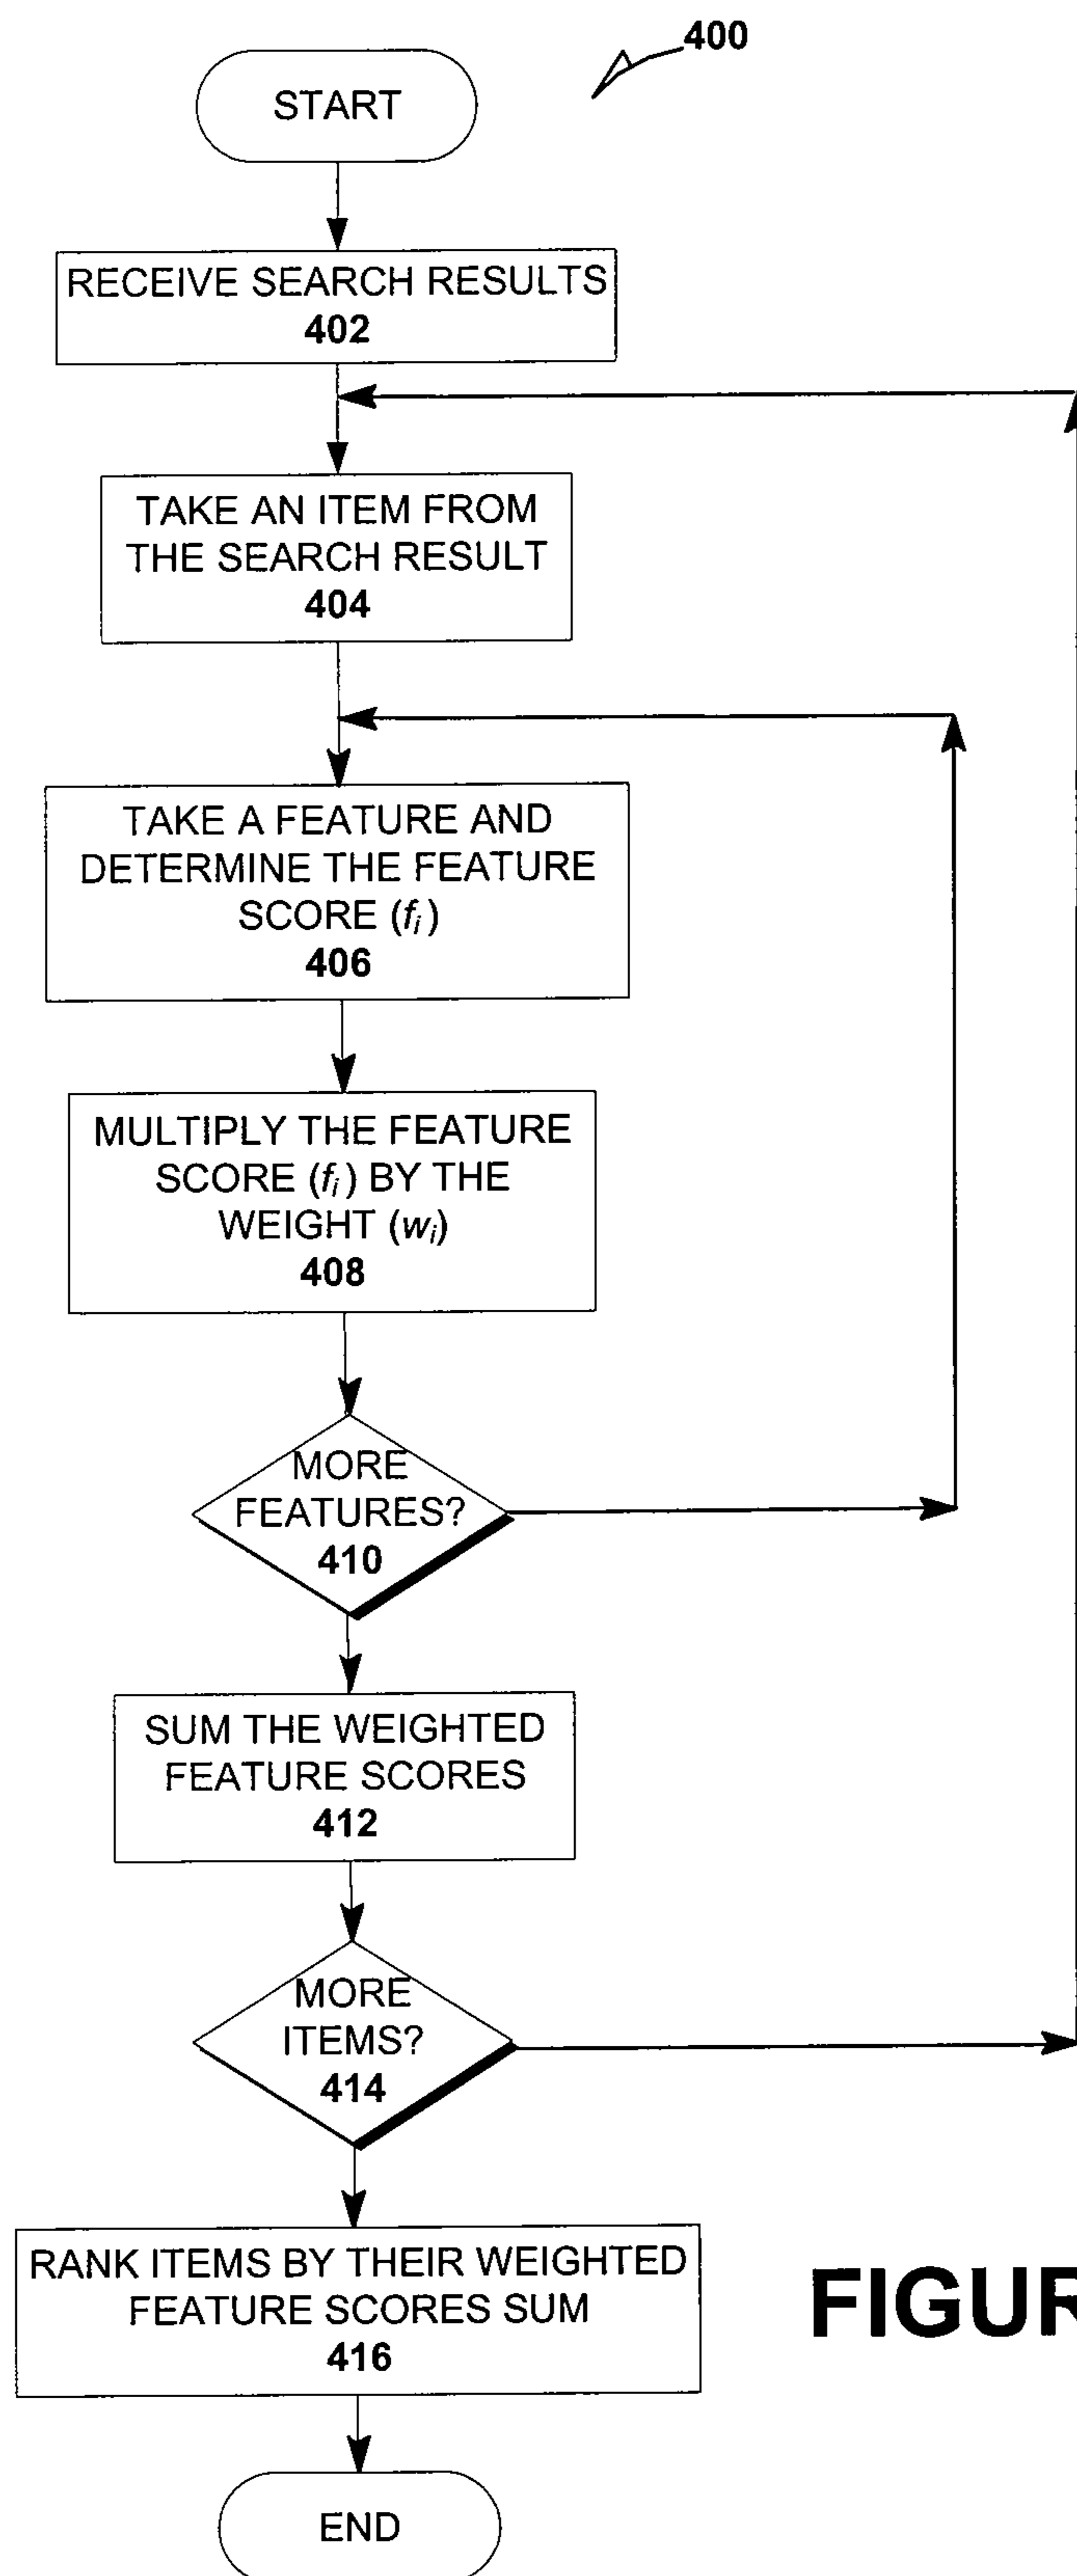 400
START
RECEIVE SEARCH RESULTS
402
TAKE AN ITEM FROM
THE SEARCH RESULT
404
TAKE A FEATURE AND
DETERMINE THE FEATURE
SCORE (fi)
406
MULTIPLY THE FEATURE
SCORE (fi) BY THE
WEIGHT (wi)
408
MORE
FEATURES?
410
SUM THE WEIGHTED
FEATURE SCORES
412
MORE
ITEMS?
414
RANK ITEMS BY THEIR WEIGHTED
FEATURE SCORES SUM
416
END